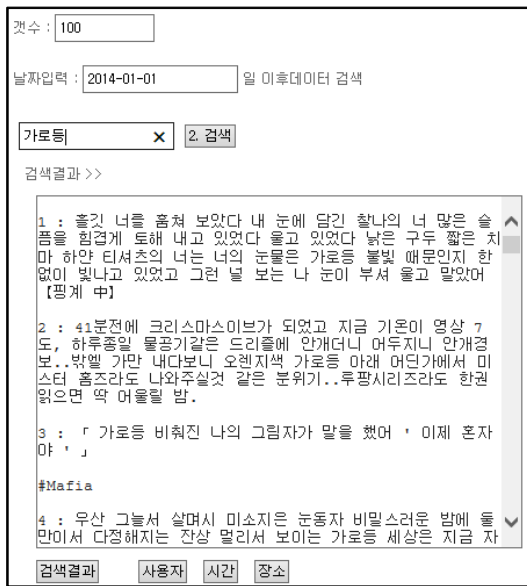 갯수 : 100
날짜입력 : 2014-01-01 일 이후데이터 검색
가로등 × 2. 검색
검색결과 >>
1 : 흘깃 너를 훔쳐 보았다 내 눈에 담긴 찰나의 너 많은 슬
픔을 힘겹게 토해 내고 있었다 울고 있었다 낡은 구두 짧은 치
마 하얀 티셔츠의 너는 너의 눈물은 가로등 불빛 때문인지 한
없이 빛나고 있었고 그런 널 보는 나 눈이 부셔 울고 말았어
【핑계 中】
2 : 41분전에 크리스마스이브가 되었고 지금 기온이 영상 7
도, 하루종일 물공기같은 드리즐에 안개더니 어두지니 안개경
보..밖엘 가만 내다보니 오렌지색 가로등 아래 어딘가에서 미
스터 홈즈라도 나와주실것 같은 분위기..루팡시리즈라도 한권
읽으면 딱 어울릴 밤.
3 : 「 가로등 비춰진 나의 그림자가 말을 했어 ' 이제 혼자
야 ' 」
#Mafia
4 : 우산 그늘서 살며시 미소지은 눈동자 비밀스러운 밤에 둘
만이서 다정해지는 잔상 멀리서 보이는 가로등 세상은 지금 자
검색결과 사용자 시간 장소